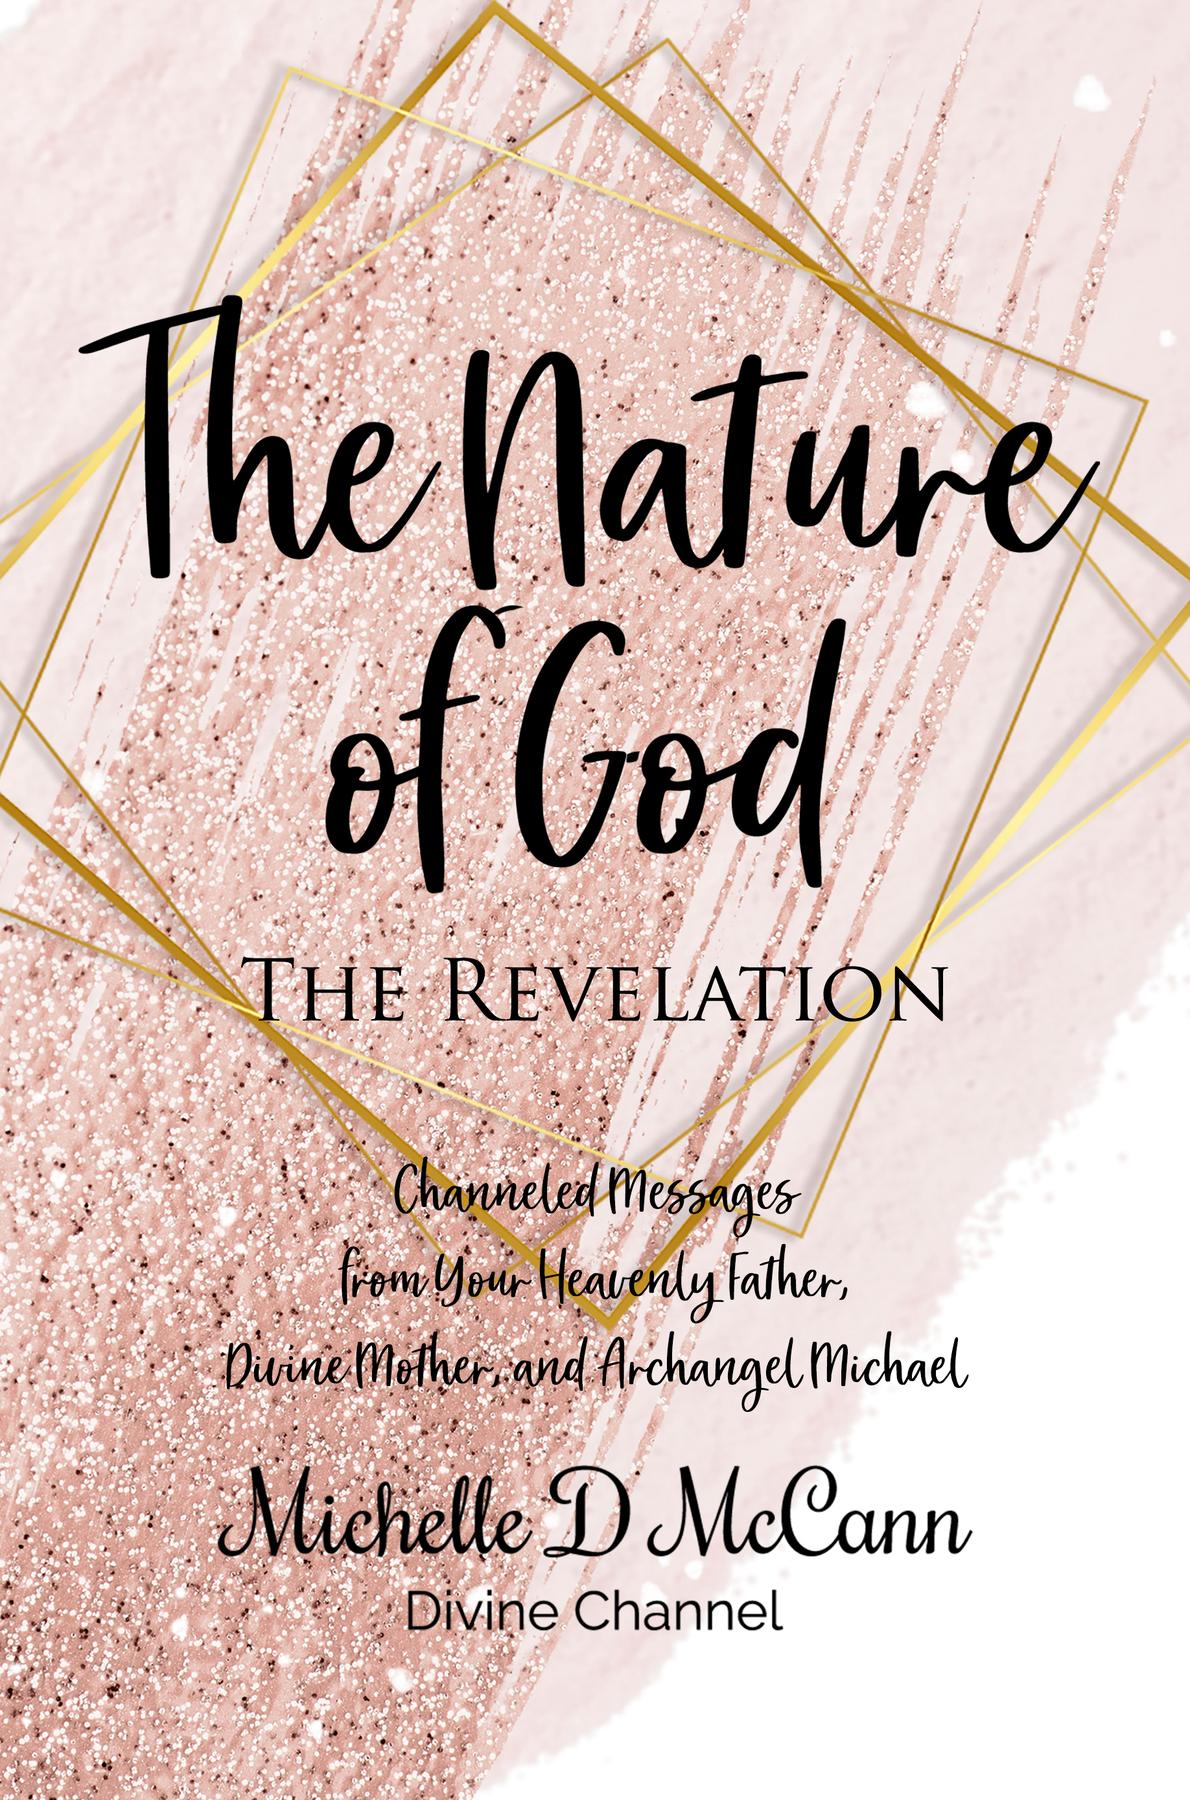 The Nature
of God
The Revelation
Channeled Messages
from Your Heavenly Father,
Divine Mother, and Archangel Michael
Michelle D McCann
Divine Channel